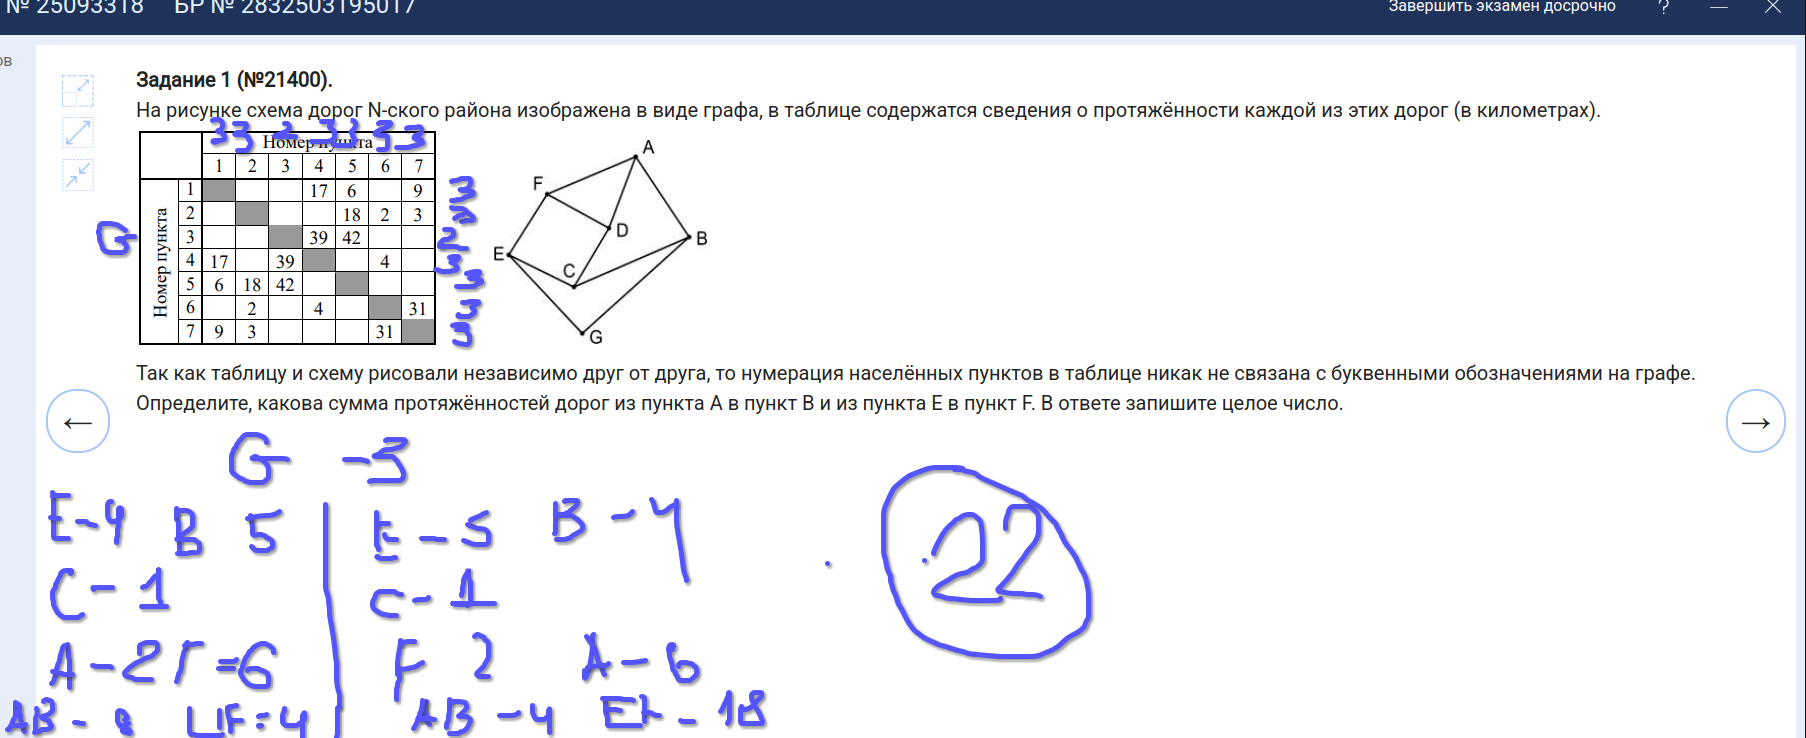 № 25093318 БР № 2832503195017 Завершить экзамен досрочно ? — ×
ов
Задание 1 (№21400).
На рисунке схема дорог N-ского района изображена в виде графа, в таблице содержатся сведения о протяжённости каждой из этих дорог (в километрах).
3 3 2 3 3 3 3
Номер пункта
1 2 3 4 5 6 7
Номер пункта
1 17 6 9 3
2 18 2 3 3
G 3 39 42 2
4 17 39 4 3
5 6 18 42 3
6 2 4 31 3
7 9 3 31 3
A
F
D
B
E
C
G
Так как таблицу и схему рисовали независимо друг от друга, то нумерация населённых пунктов в таблице никак не связана с буквенными обозначениями на графе.
Определите, какова сумма протяжённостей дорог из пункта A в пункт B и из пункта E в пункт F. В ответе запишите целое число.
← →
G - 3
E - 4 B 5 E - 5 B - 4
22
C - 1 C - 1
A - 2 F = 6 F 2 A - 6
AB - F = 4 AB - 4 EF - 18